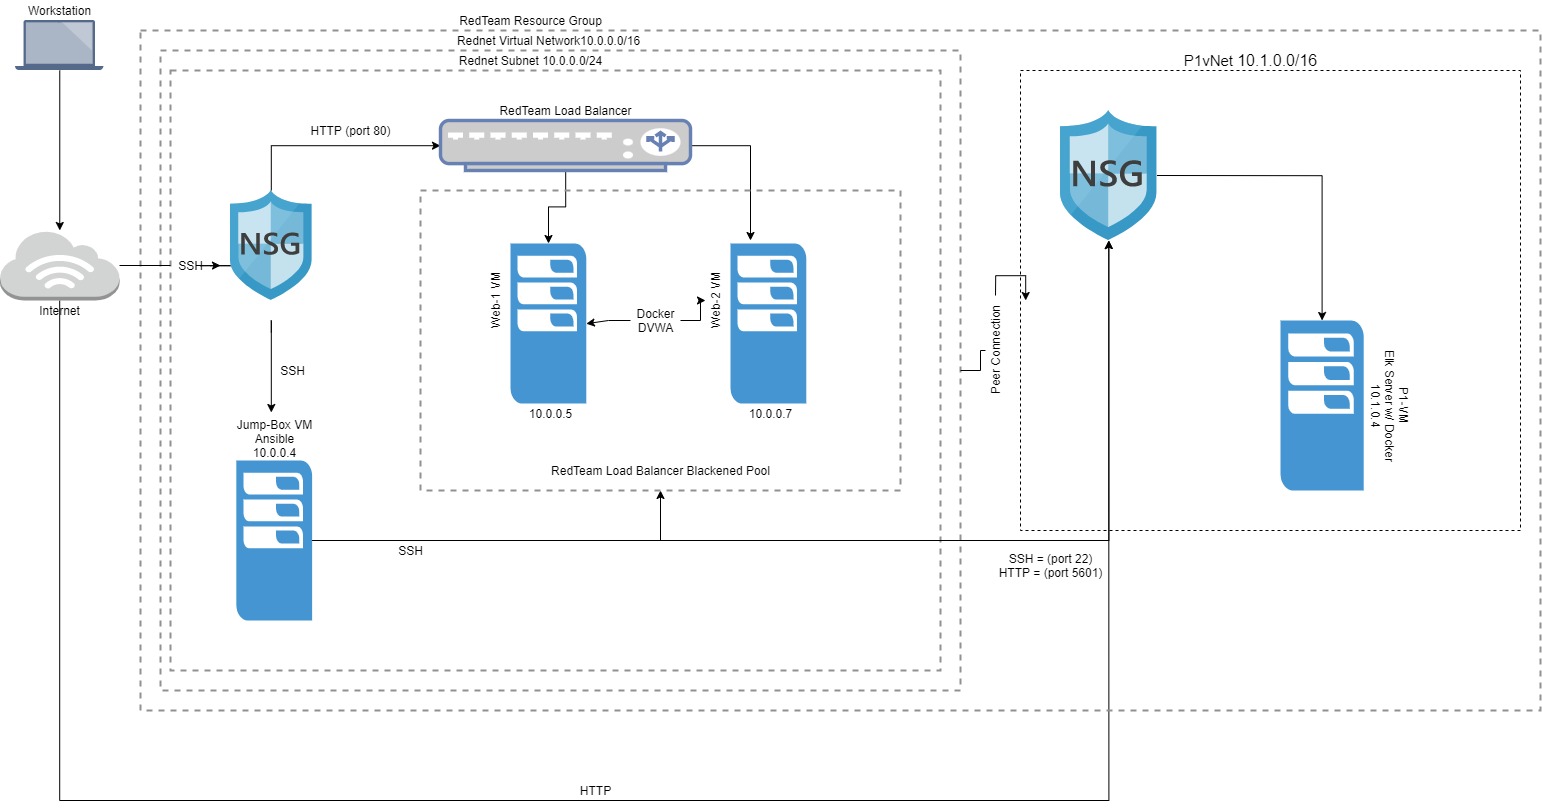 Workstation
RedTeam Resource Group
Rednet Virtual Network10.0.0.0/16
Rednet Subnet 10.0.0.0/24
P1vNet 10.1.0.0/16
RedTeam Load Balancer
HTTP (port 80)
NSG
NSG
SSH
Internet
Web-1 VM
Docker
DVWA
Web-2 VM
Peer Connection
SSH
P1-VM
Elk Server w/ Docker
10.1.0.4
10.0.0.5
10.0.0.7
Jump-Box VM
Ansible
10.0.0.4
RedTeam Load Balancer Blackened Pool
SSH
SSH = (port 22)
HTTP = (port 5601)
HTTP